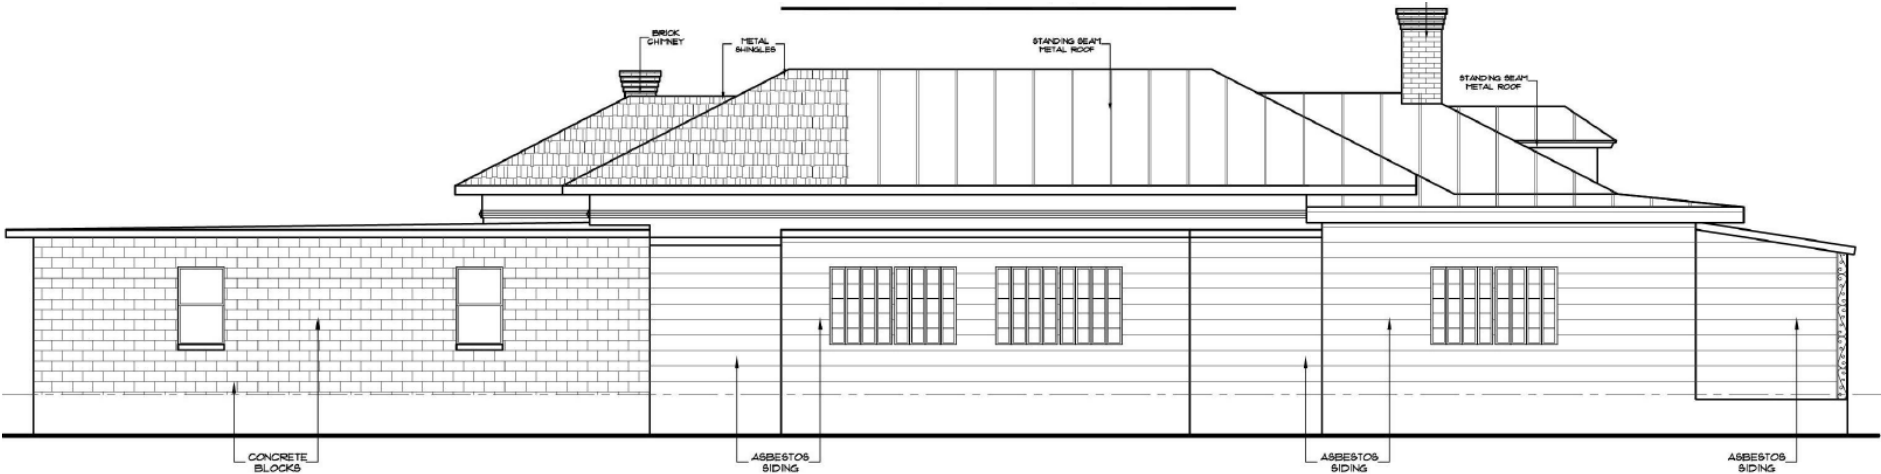 BRICK
CHIMNEY
METAL
SHINGLES
STANDING SEAM
METAL ROOF
STANDING SEAM
METAL ROOF
CONCRETE
BLOCKS
ASBESTOS
SIDING
ASBESTOS
SIDING
ASBESTOS
SIDING